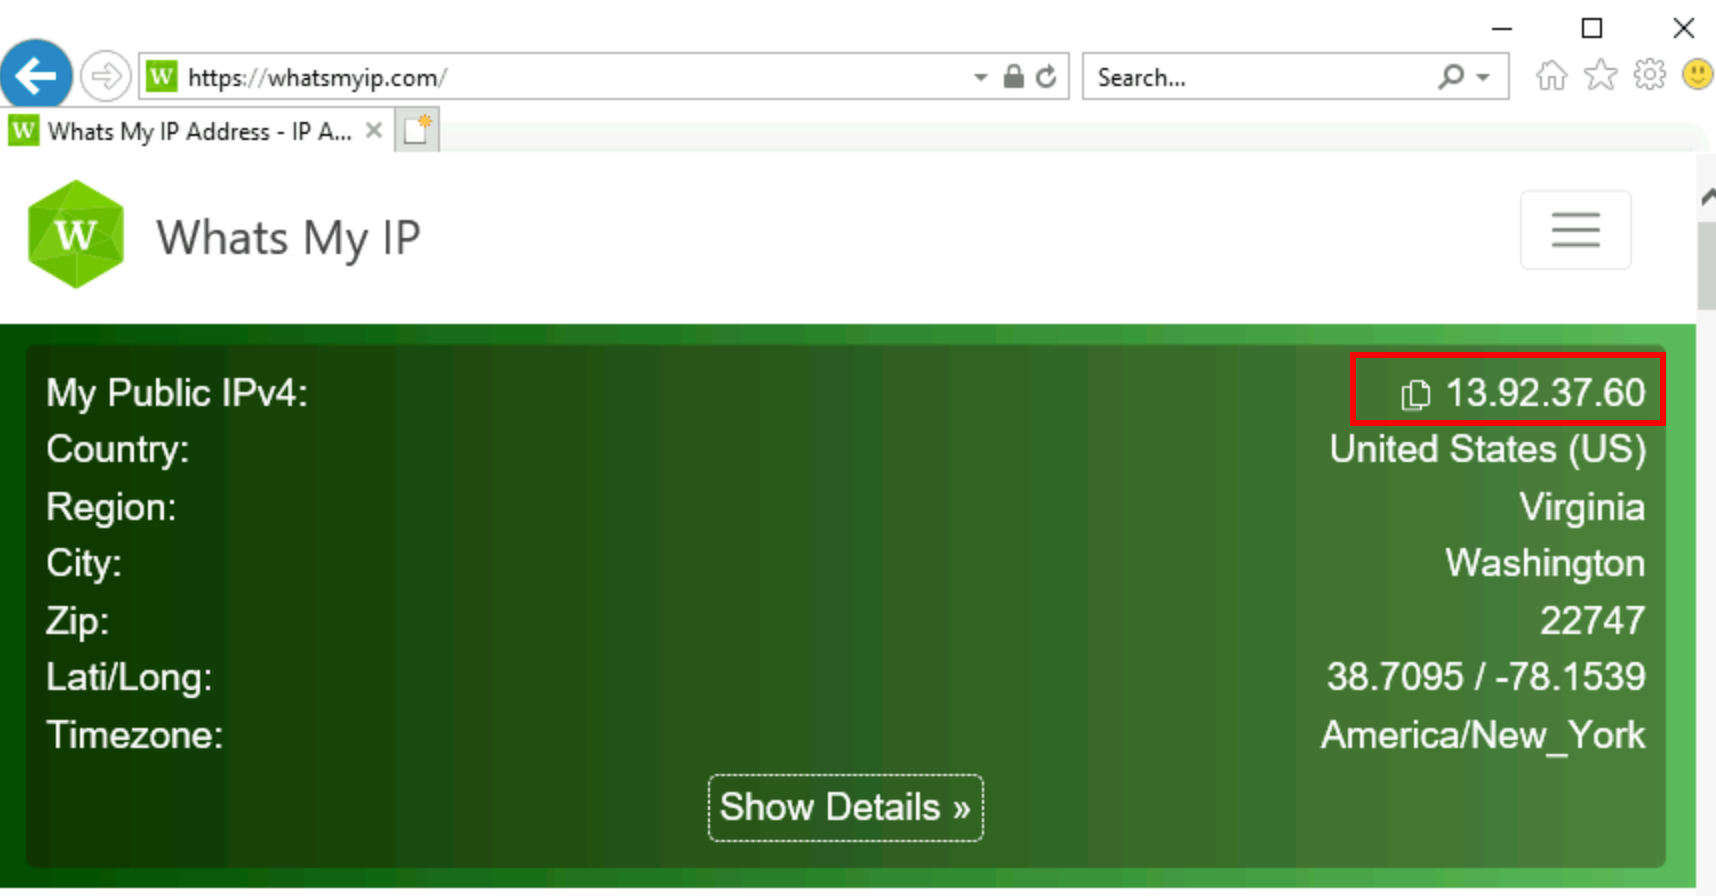 W https://whatsmyip.com/ Search...
W Whats My IP Address - IP A...
W Whats My IP
My Public IPv4: 13.92.37.60
Country: United States (US)
Region: Virginia
City: Washington
Zip: 22747
Lati/Long: 38.7095 / -78.1539
Timezone: America/New_York
Show Details »